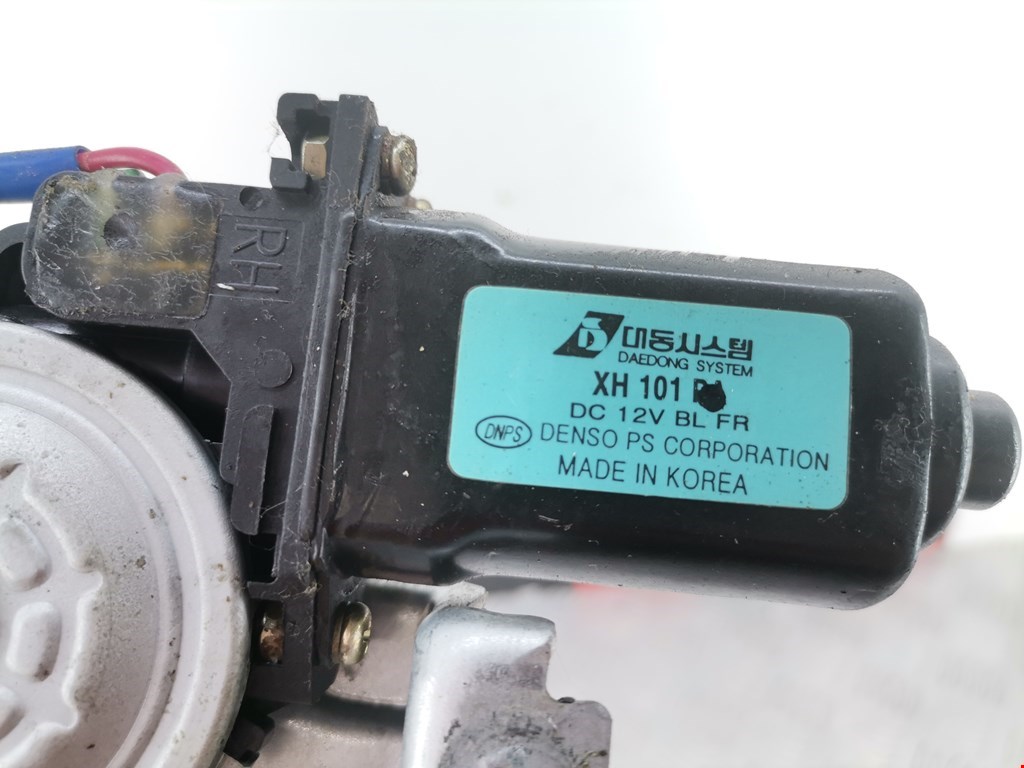 RH
대동시스템
DAEDONG SYSTEM
XH 101
DC 12V BL FR
DNPS DENSO PS CORPORATION
MADE IN KOREA